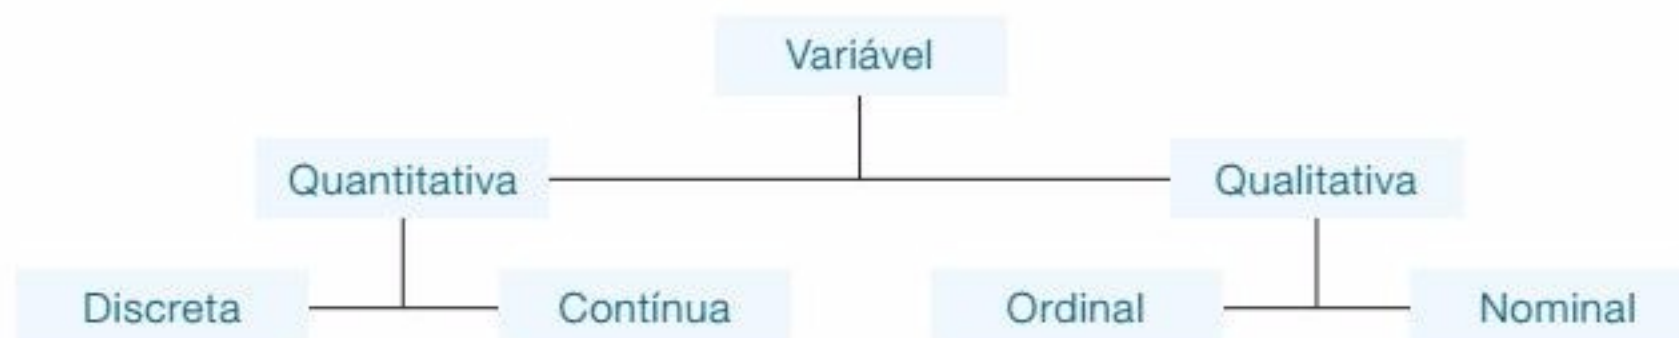 Variável
Quantitativa
Qualitativa
Discreta
Contínua
Ordinal
Nominal